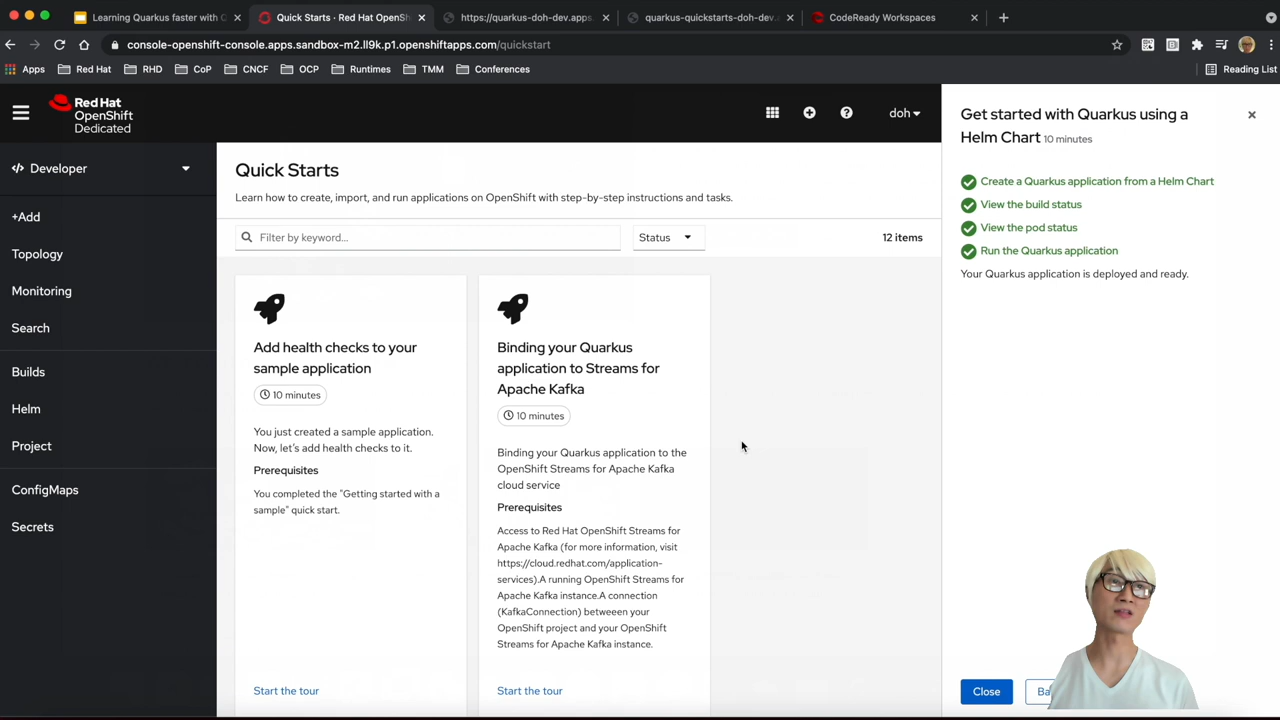 Learning Quarkus faster with Q
Quick Starts · Red Hat OpenSh
https://quarkus-doh-dev.apps.
quarkus-quickstarts-doh-dev.
CodeReady Workspaces
console-openshift-console.apps.sandbox-m2.ll9k.p1.openshiftapps.com/quickstart
Apps
Red Hat
RHD
CoP
CNCF
OCP
Runtimes
TMM
Conferences
Reading List
Red Hat
OpenShift
Dedicated
doh
Developer
+Add
Topology
Monitoring
Search
Builds
Helm
Project
ConfigMaps
Secrets
Quick Starts
Learn how to create, import, and run applications on OpenShift with step-by-step instructions and tasks.
Filter by keyword...
Status
12 items
Add health checks to your
sample application
10 minutes
You just created a sample application.
Now, let's add health checks to it.
Prerequisites
You completed the "Getting started with a
sample" quick start.
Start the tour
Binding your Quarkus
application to Streams for
Apache Kafka
10 minutes
Binding your Quarkus application to the
OpenShift Streams for Apache Kafka
cloud service
Prerequisites
Access to Red Hat OpenShift Streams for
Apache Kafka (for more information, visit
https://cloud.redhat.com/application-
services).A running OpenShift Streams for
Apache Kafka instance.A connection
(KafkaConnection) betweeen your
OpenShift project and your OpenShift
Streams for Apache Kafka instance.
Start the tour
Get started with Quarkus using a
Helm Chart 10 minutes
Create a Quarkus application from a Helm Chart
View the build status
View the pod status
Run the Quarkus application
Your Quarkus application is deployed and ready.
Close
Ba